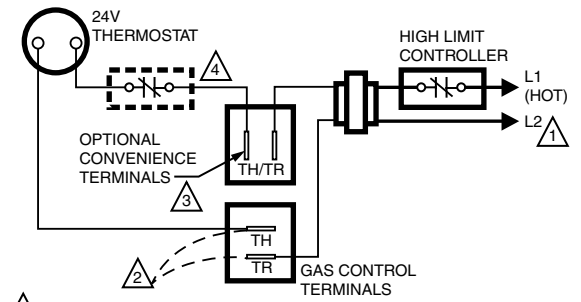 24V
THERMOSTAT
4
HIGH LIMIT
CONTROLLER
L1
(HOT)
L2
1
OPTIONAL
CONVENIENCE
TERMINALS
TH/TR
3
TH
TR
2
GAS CONTROL
TERMINALS